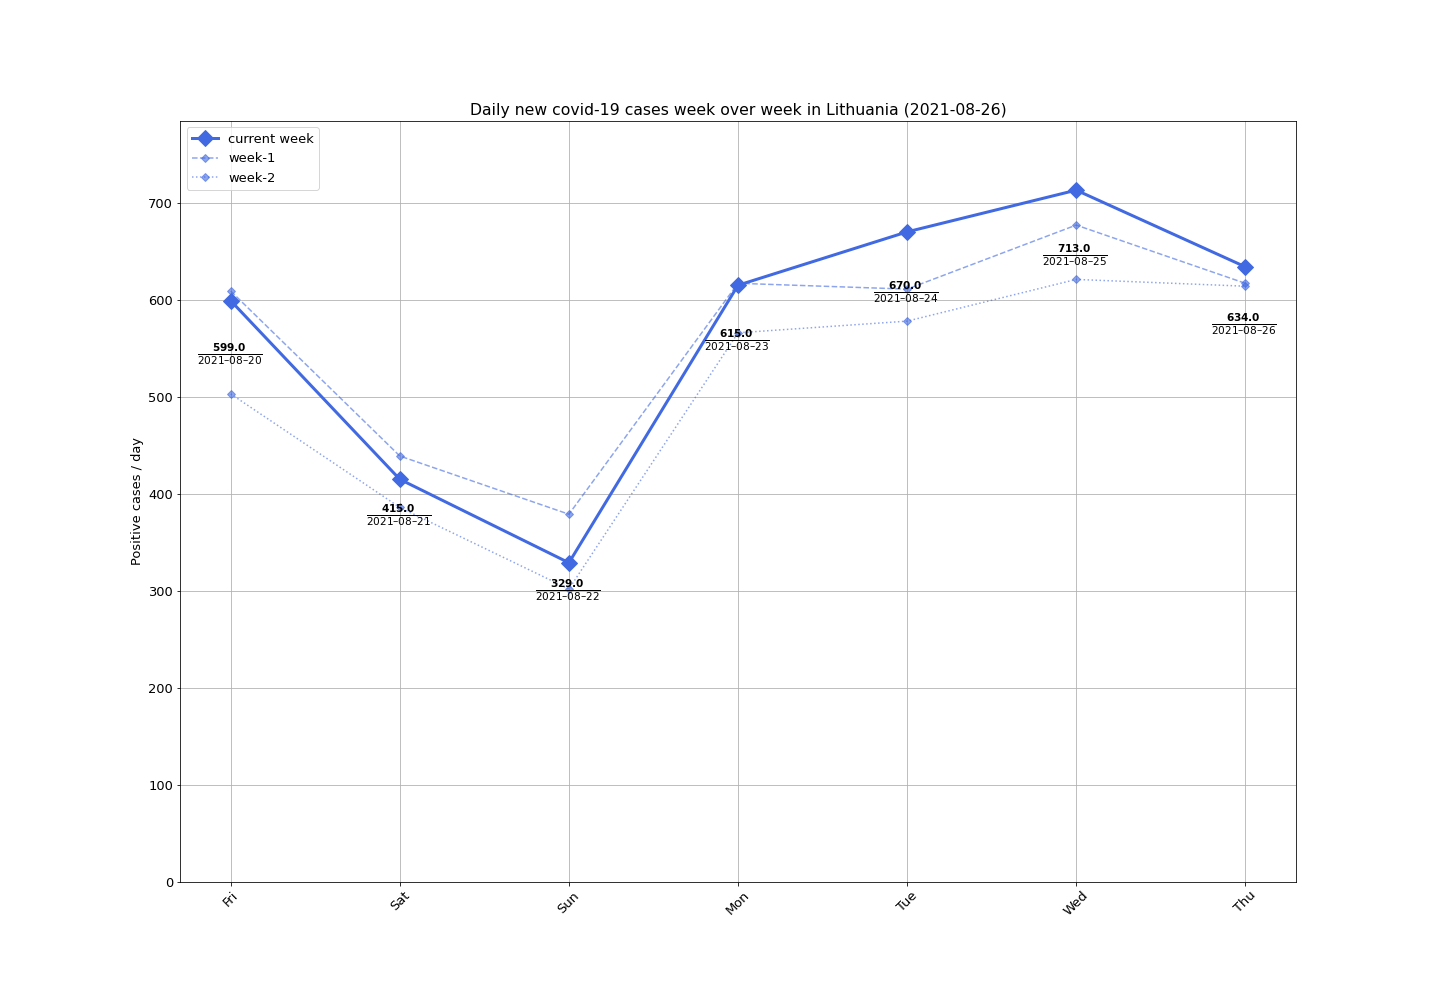 Daily new covid-19 cases week over week in Lithuania (2021-08-26)
current week
week-1
week-2
Positive cases / day
700
600
500
400
300
200
100
0
599.0
2021–08–20
415.0
2021–08–21
329.0
2021–08–22
615.0
2021–08–23
670.0
2021–08–24
713.0
2021–08–25
634.0
2021–08–26
Fri
Sat
Sun
Mon
Tue
Wed
Thu